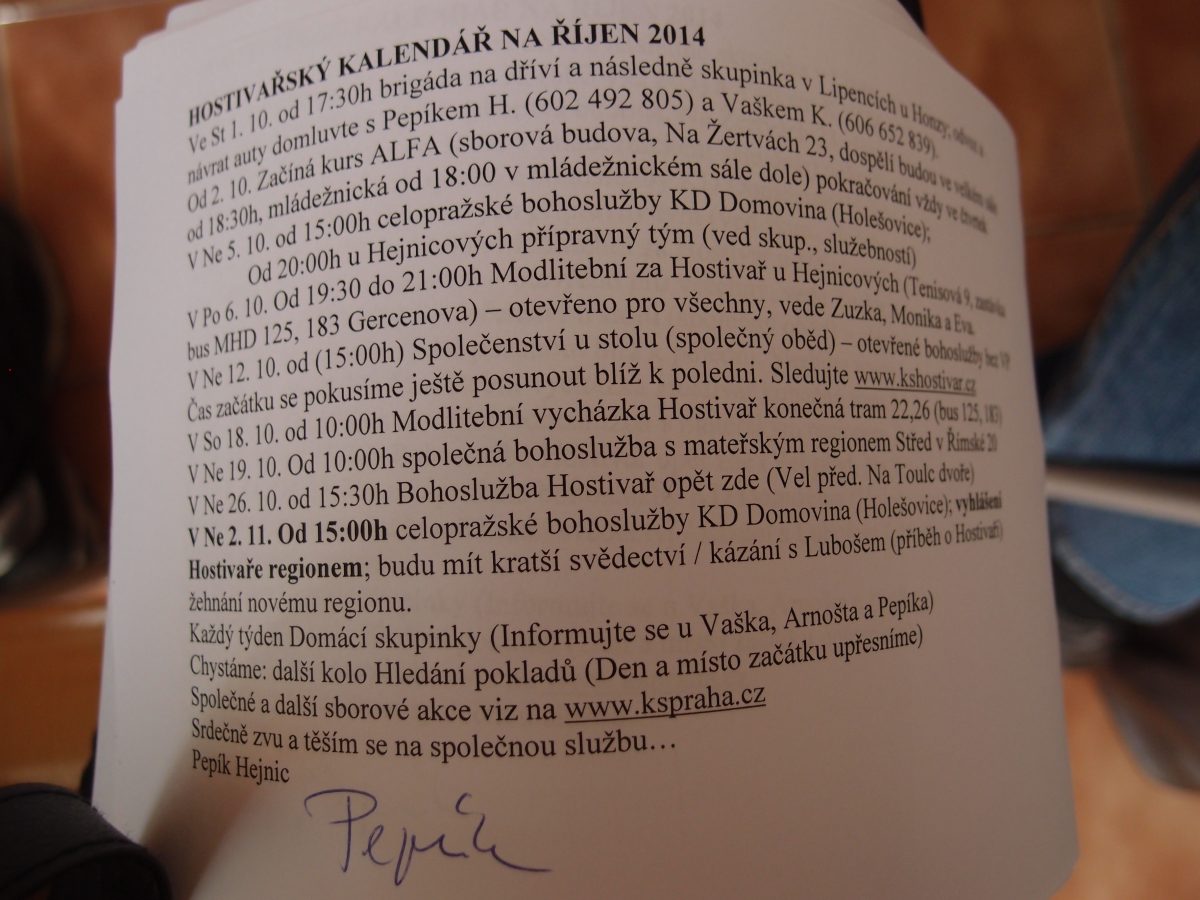 HOSTIVAŘSKÝ KALENDÁŘ NA ŘÍJEN 2014
Ve St 1. 10. od 17:30h brigáda na dříví a následně skupinka v Lipencích u Honzy; odvoz a
návrat auty domluvte s Pepíkem H. (602 492 805) a Vaškem K. (606 652 839).
Od 2. 10. Začíná kurs ALFA (sborová budova, Na Žertvách 23, dospělí budou ve velkém sále
od 18:30h, mládežnická od 18:00 v mládežnickém sále dole) pokračování vždy ve čtvrtek
V Ne 5. 10. od 15:00h celopražské bohoslužby KD Domovina (Holešovice);
Od 20:00h u Hejnicových přípravný tým (ved skup., služebností)
V Po 6. 10. Od 19:30 do 21:00h Modlitební za Hostivař u Hejnicových (Tenisová 9, zastávka
bus MHD 125, 183 Gercenova) – otevřeno pro všechny, vede Zuzka, Monika a Eva.
V Ne 12. 10. od (15:00h) Společenství u stolu (společný oběd) – otevřené bohoslužby bez VP
Čas začátku se pokusíme ještě posunout blíž k poledni. Sledujte www.kshostivar.cz
V So 18. 10. od 10:00h Modlitební vycházka Hostivař konečná tram 22,26 (bus 125, 183)
V Ne 19. 10. Od 10:00h společná bohoslužba s mateřským regionem Střed v Římské 20
V Ne 26. 10. od 15:30h Bohoslužba Hostivař opět zde (Vel před. Na Toulc dvoře)
V Ne 2. 11. Od 15:00h celopražské bohoslužby KD Domovina (Holešovice); vyhlášení
Hostivaře regionem; budu mít kratší svědectví / kázání s Lubošem (příběh o Hostivaři)
žehnání novému regionu.
Každý týden Domácí skupinky (Informujte se u Vaška, Arnošta a Pepíka)
Chystáme: další kolo Hledání pokladů (Den a místo začátku upřesníme)
Společné a další sborové akce viz na www.kspraha.cz
Srdečně zvu a těším se na společnou službu…
Pepík Hejnic
Pepík